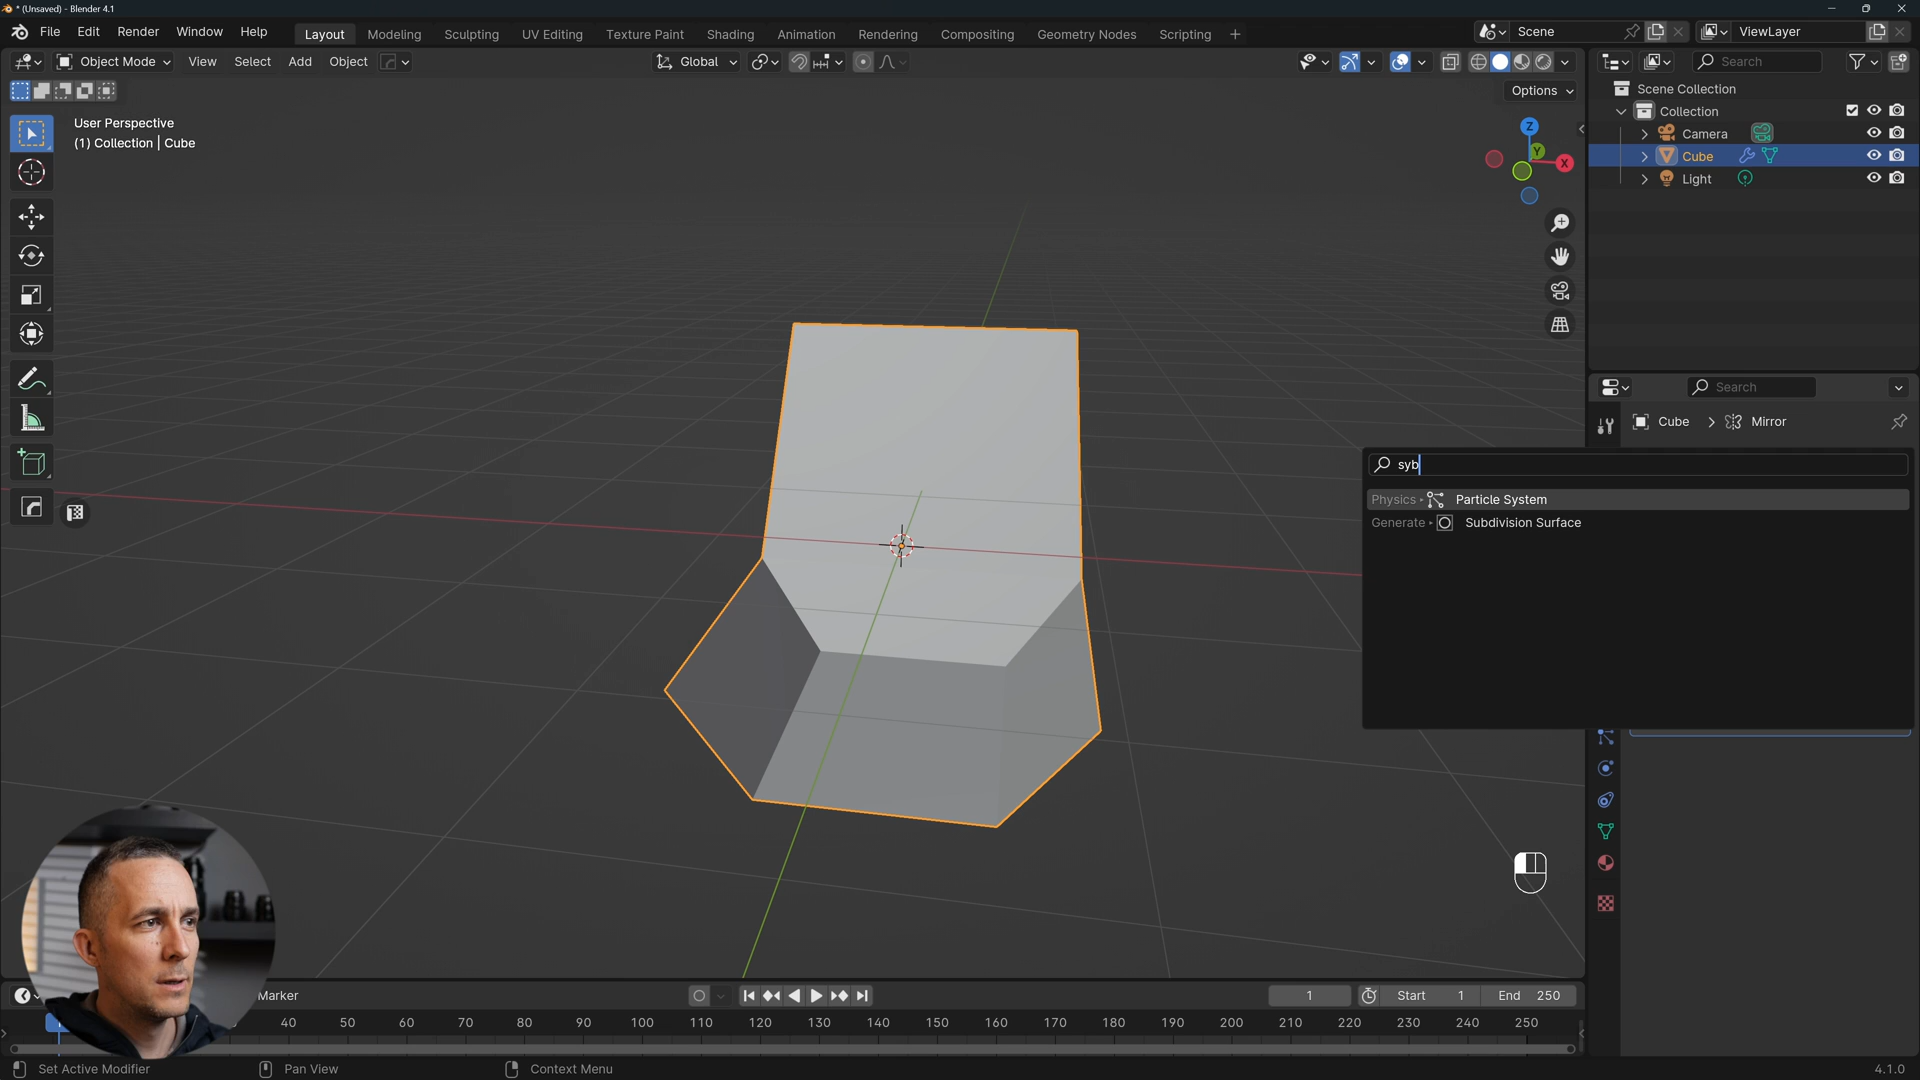 * (Unsaved) - Blender 4.1
File Edit Render Window Help
Layout Modeling Sculpting UV Editing Texture Paint Shading Animation Rendering Compositing Geometry Nodes Scripting +
Scene
ViewLayer
Object Mode View Select Add Object
Global
Search
Options
User Perspective
(1) Collection | Cube
Z
Y
X
Scene Collection
Collection
Camera
Cube
Light
Search
Cube > Mirror
syb
Physics Particle System
Generate Subdivision Surface
Marker
1
Start 1
End 250
40 50 60 70 80 90 100 110 120 130 140 150 160 170 180 190 200 210 220 230 240 250
Set Active Modifier
Pan View
Context Menu
4.1.0